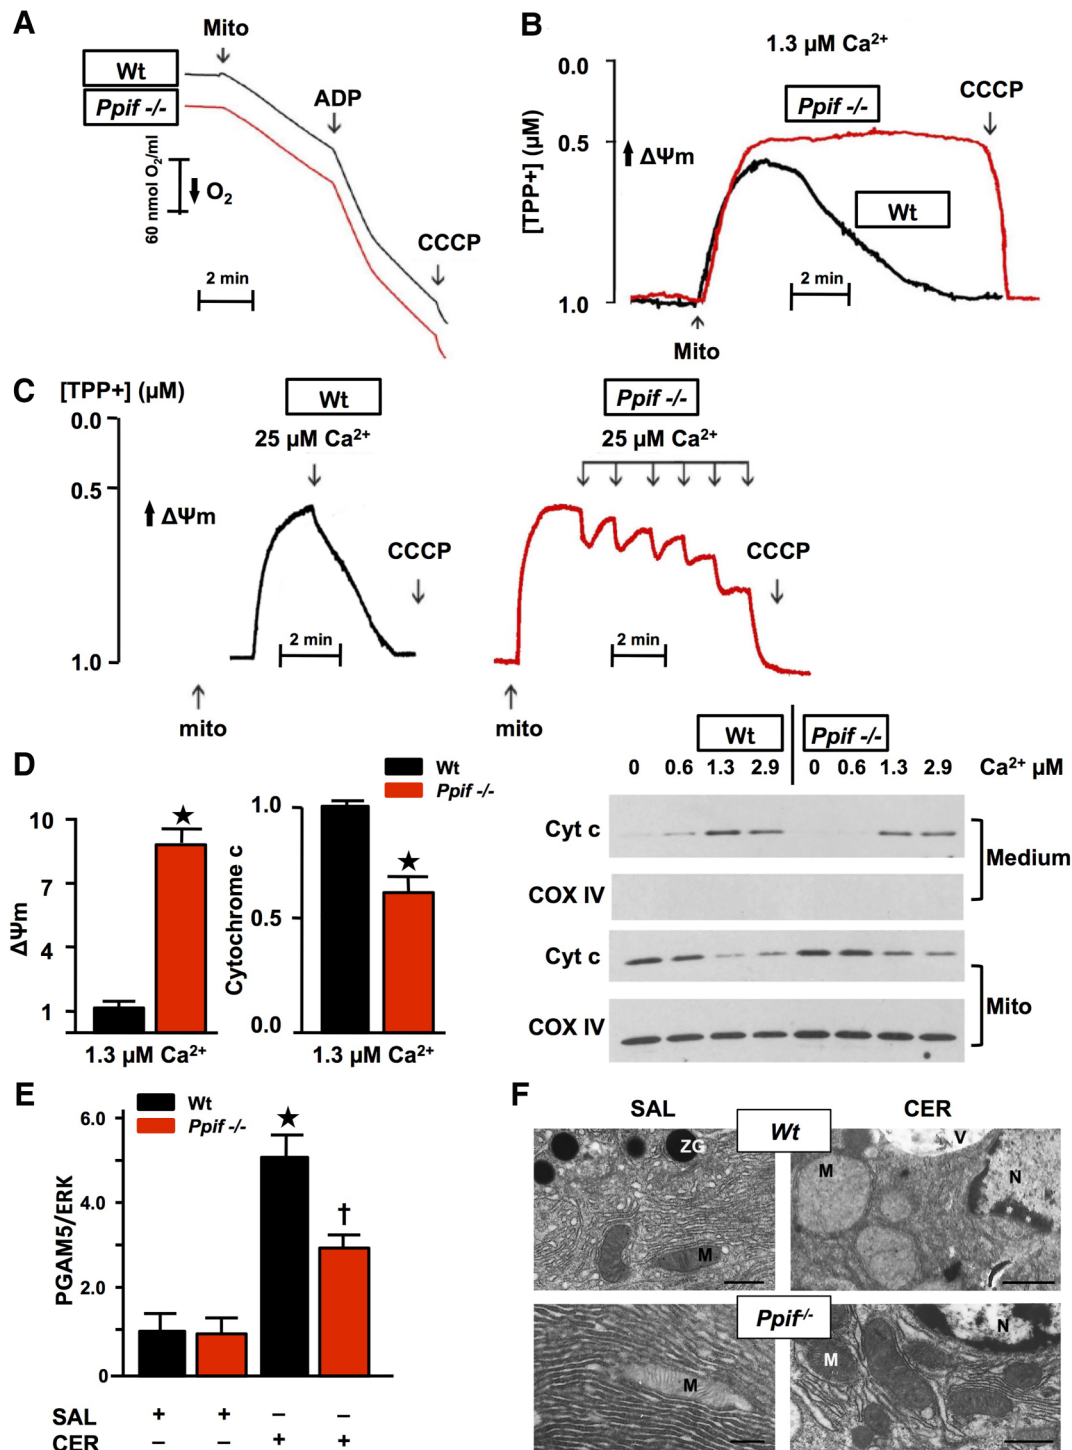 A
Mito
Wt
Ppif -/-
ADP
60 nmol O2/ml
O2
CCCP
2 min
B
1.3 µM Ca2+
0.0
0.5
1.0
[TPP+] (µM)
Ppif -/-
CCCP
ΔΨm
Wt
2 min
Mito
C
[TPP+] (µM)
0.0
0.5
1.0
ΔΨm
Wt
25 µM Ca2+
CCCP
2 min
mito
Ppif -/-
25 µM Ca2+
CCCP
2 min
mito
D
Wt
Ppif -/-
10
7
4
1
ΔΨm
1.3 µM Ca2+
1.0
0.5
0.0
Cytochrome c
1.3 µM Ca2+
Wt
Ppif -/-
0 0.6 1.3 2.9 0 0.6 1.3 2.9 Ca2+ µM
Cyt c
COX IV
Medium
Cyt c
COX IV
Mito
E
Wt
Ppif -/-
6.0
4.0
2.0
0
PGAM5/ERK
†
SAL + + – –
CER – – + +
F
SAL
CER
Wt
ZG
M
M
V
N
* *
Ppif-/-
M
M
N